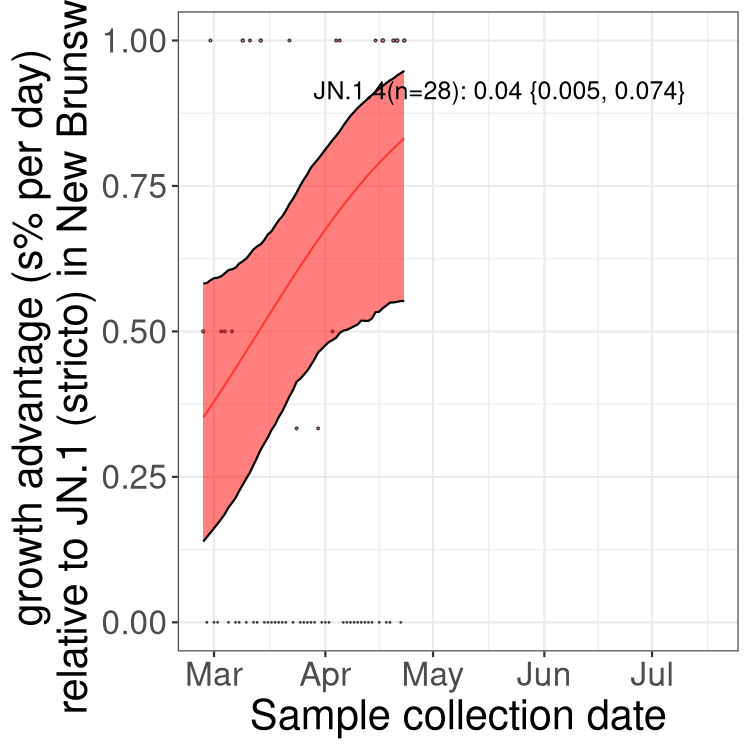 growth advantage (s% per day)
relative to JN.1 (stricto) in New Brunsw
1.00
0.75
0.50
0.25
0.00
JN.1.4(n=28): 0.04 {0.005, 0.074}
Mar Apr May Jun Jul
Sample collection date